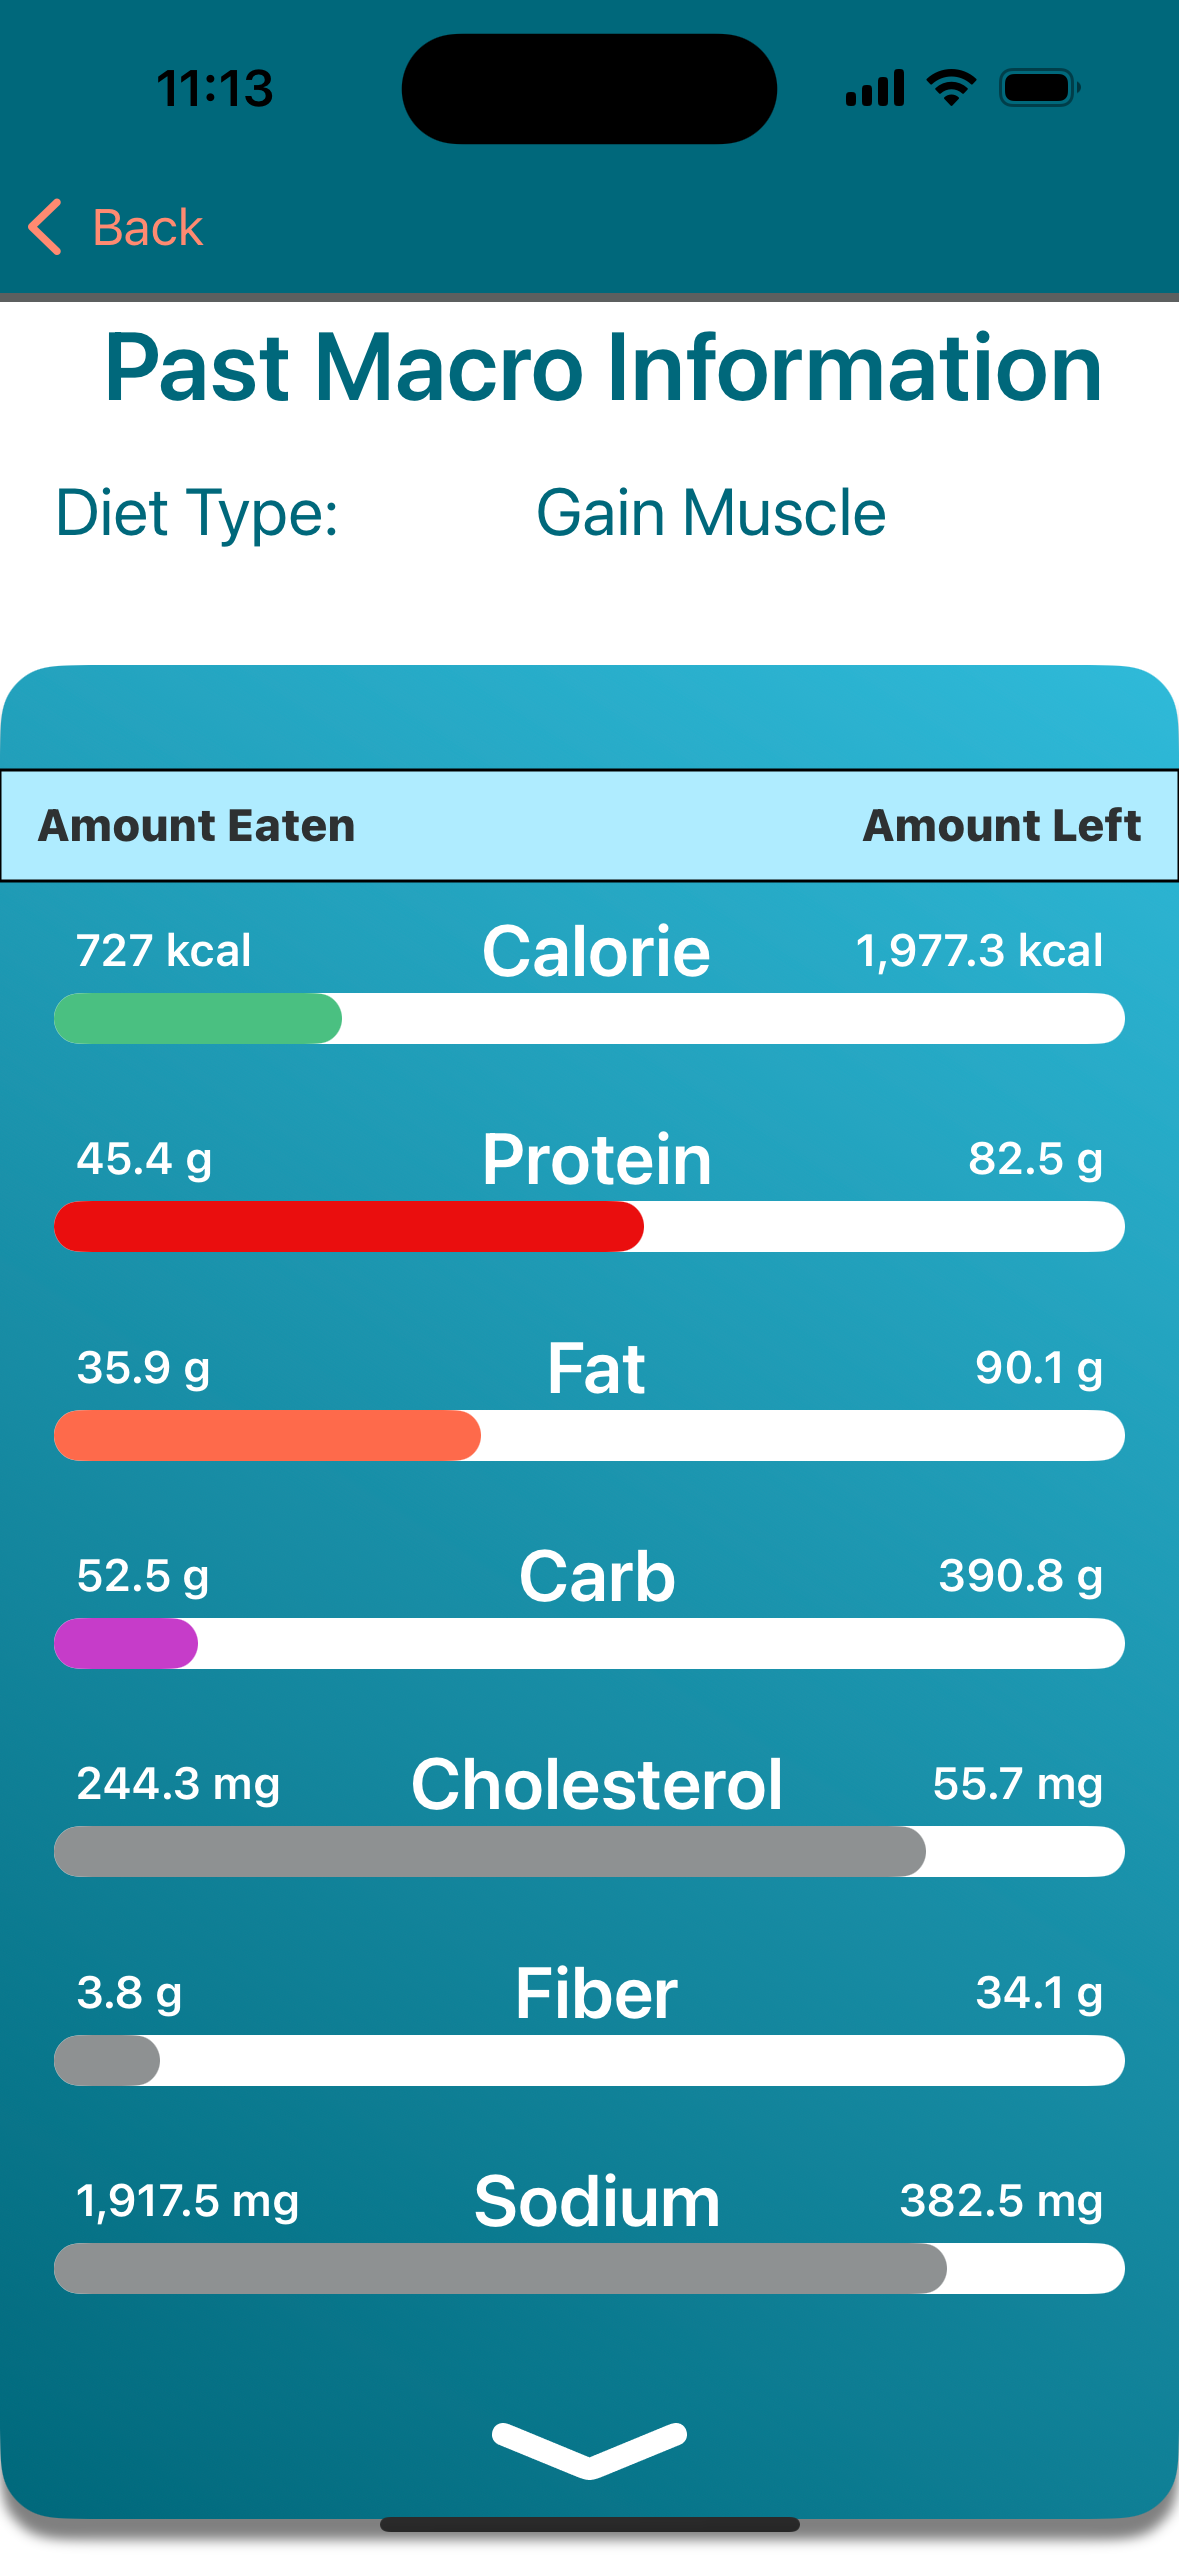 11:13
Back
Past Macro Information
Diet Type: Gain Muscle
Amount Eaten Amount Left
727 kcal Calorie 1,977.3 kcal
45.4 g Protein 82.5 g
35.9 g Fat 90.1 g
52.5 g Carb 390.8 g
244.3 mg Cholesterol 55.7 mg
3.8 g Fiber 34.1 g
1,917.5 mg Sodium 382.5 mg